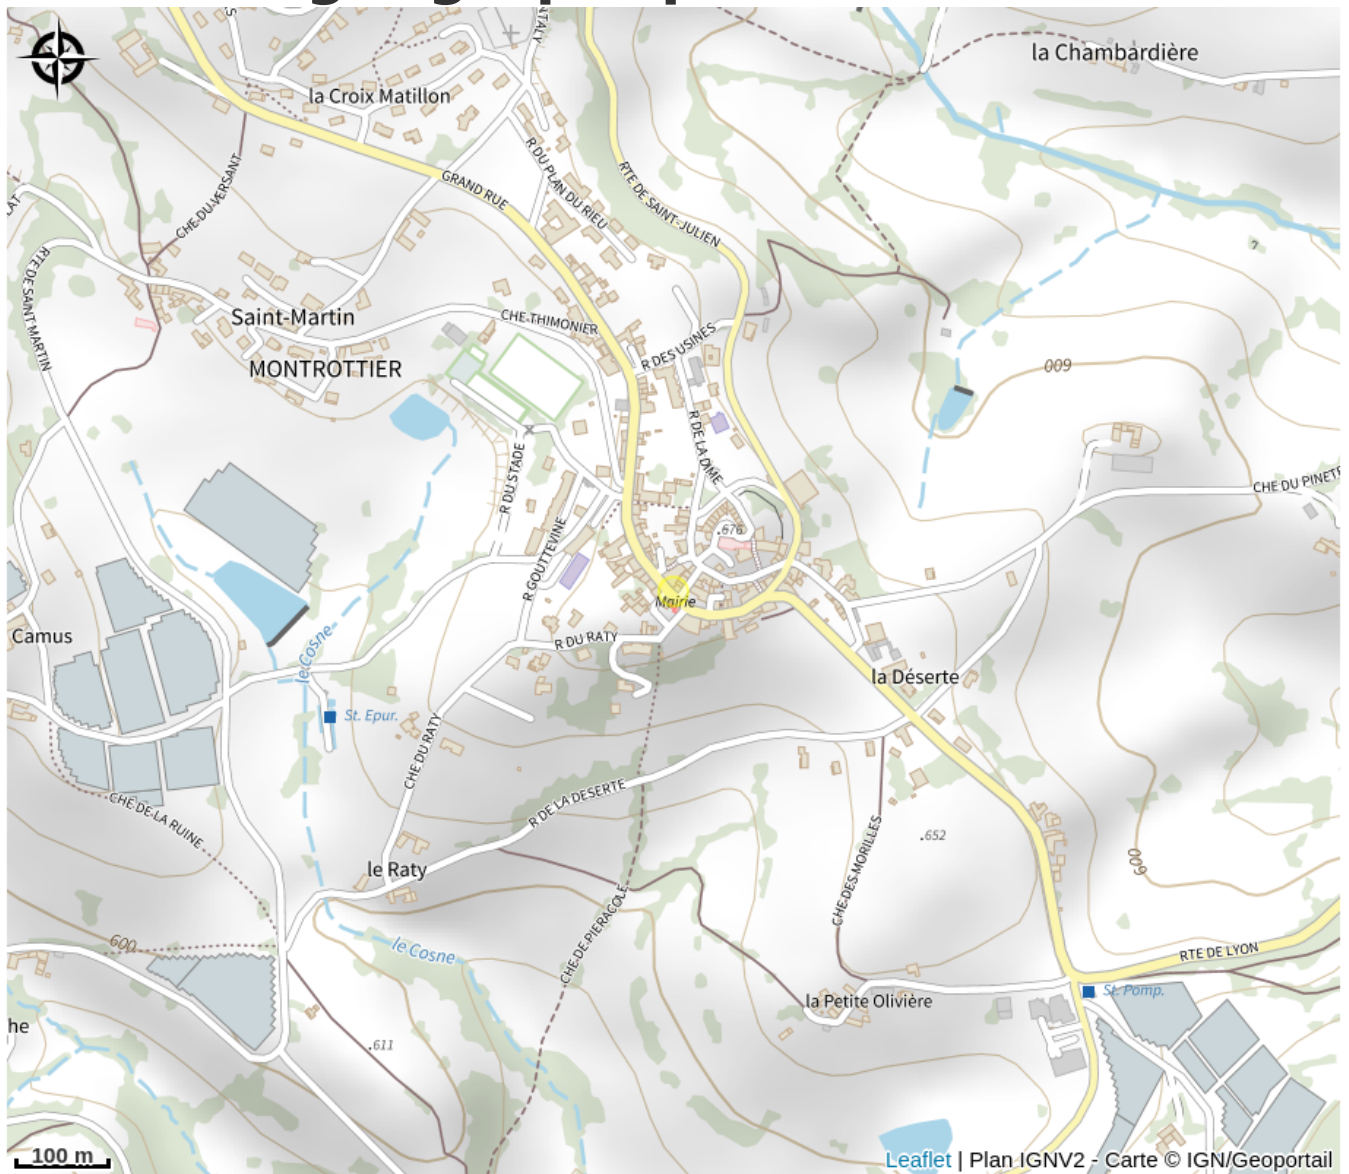 la Chambardière
la Croix Matillon
R DU PLAN DU RIEU
GRAND RUE
RTE DE SAINT-JULIEN
CHE-DU-VERSANT
RTE DE SAINT MARTIN
Saint-Martin
CHE-THIMONIER
R DES USINES
MONTROTTIER
600
R DU STADE
R DE LA DIME
CHE DU PINET
.676
R GOUTTEVINE
Mairie
Camus
R DU RATY
le Cosne
la Déserte
St. Epur.
CHE DU RATY
R DE LA DESERTE
CHE-DE-LA RUINE
.652
CHE-DES-MORILLES
600
le Raty
CHE-DE-PIERACOLE
600
le Cosne
RTE DE LYON
St. Pomp.
la Petite Olivière
he
.611
100 m
Leaflet | Plan IGNV2 - Carte © IGN/Geoportail